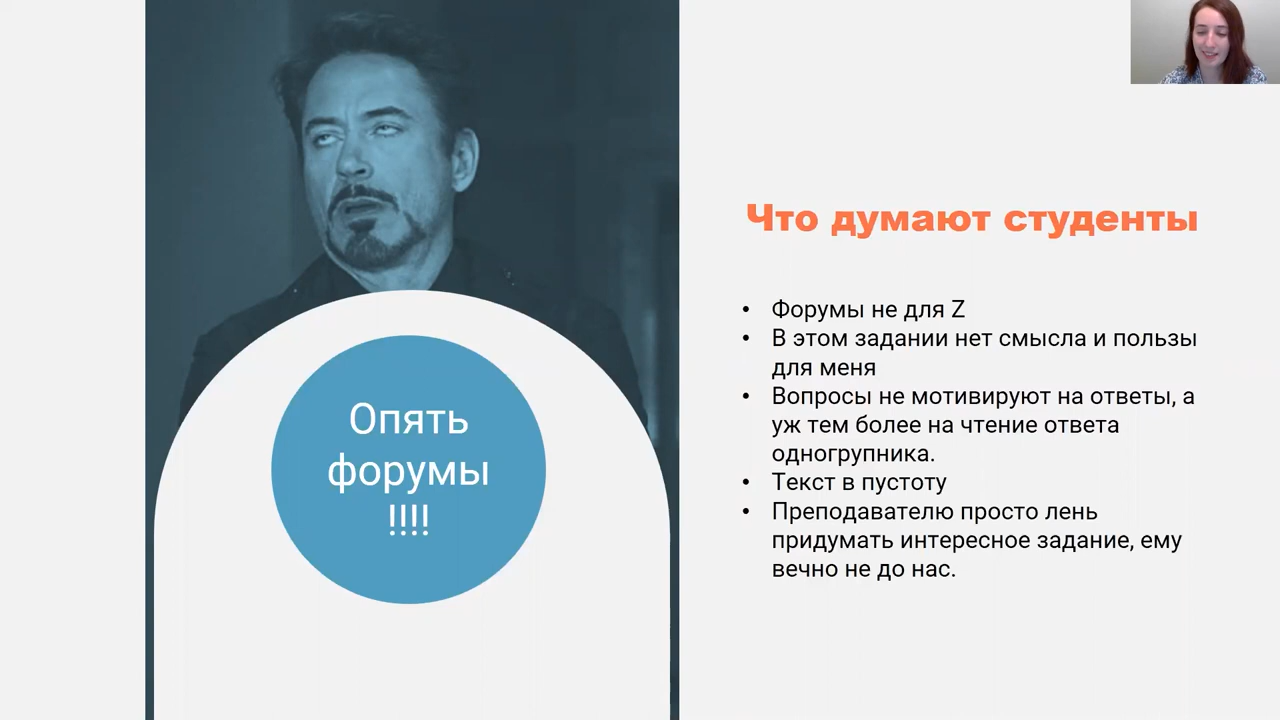 Что думают студенты
Опять
форумы
!!!!
• Форумы не для Z
• В этом задании нет смысла и пользы
для меня
• Вопросы не мотивируют на ответы, а
уж тем более на чтение ответа
одногрупника.
• Текст в пустоту
• Преподавателю просто лень
придумать интересное задание, ему
вечно не до нас.